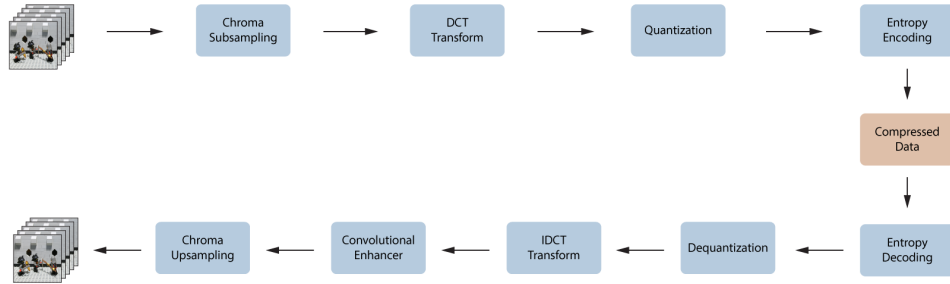 Chroma
Subsampling
DCT
Transform
Quantization
Entropy
Encoding
Compressed
Data
Entropy
Decoding
Dequantization
IDCT
Transform
Convolutional
Enhancer
Chroma
Upsampling